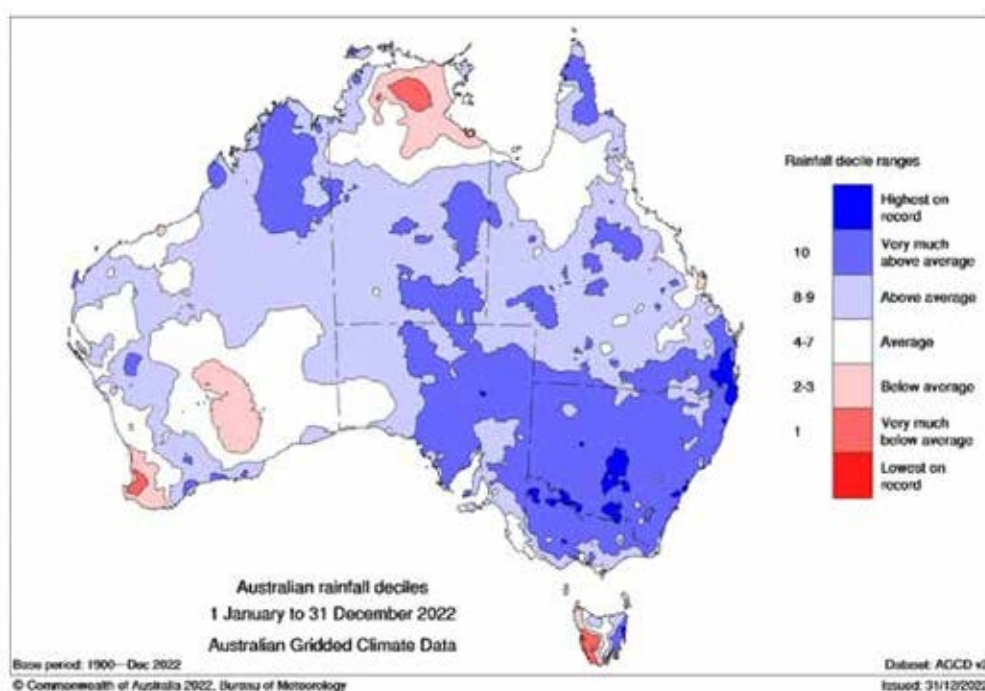 Rainfall decile ranges
Highest on
record
10
Very much
above average
8-9
Above average
4-7
Average
2-3
Below average
1
Very much
below average
Lowest on
record
Australian rainfall deciles
1 January to 31 December 2022
Australian Gridded Climate Data
Base period: 1900—Dec 2022
Dataset: AGCD v2
© Commonwealth of Australia 2022, Bureau of Meteorology
Issued: 31/12/2022